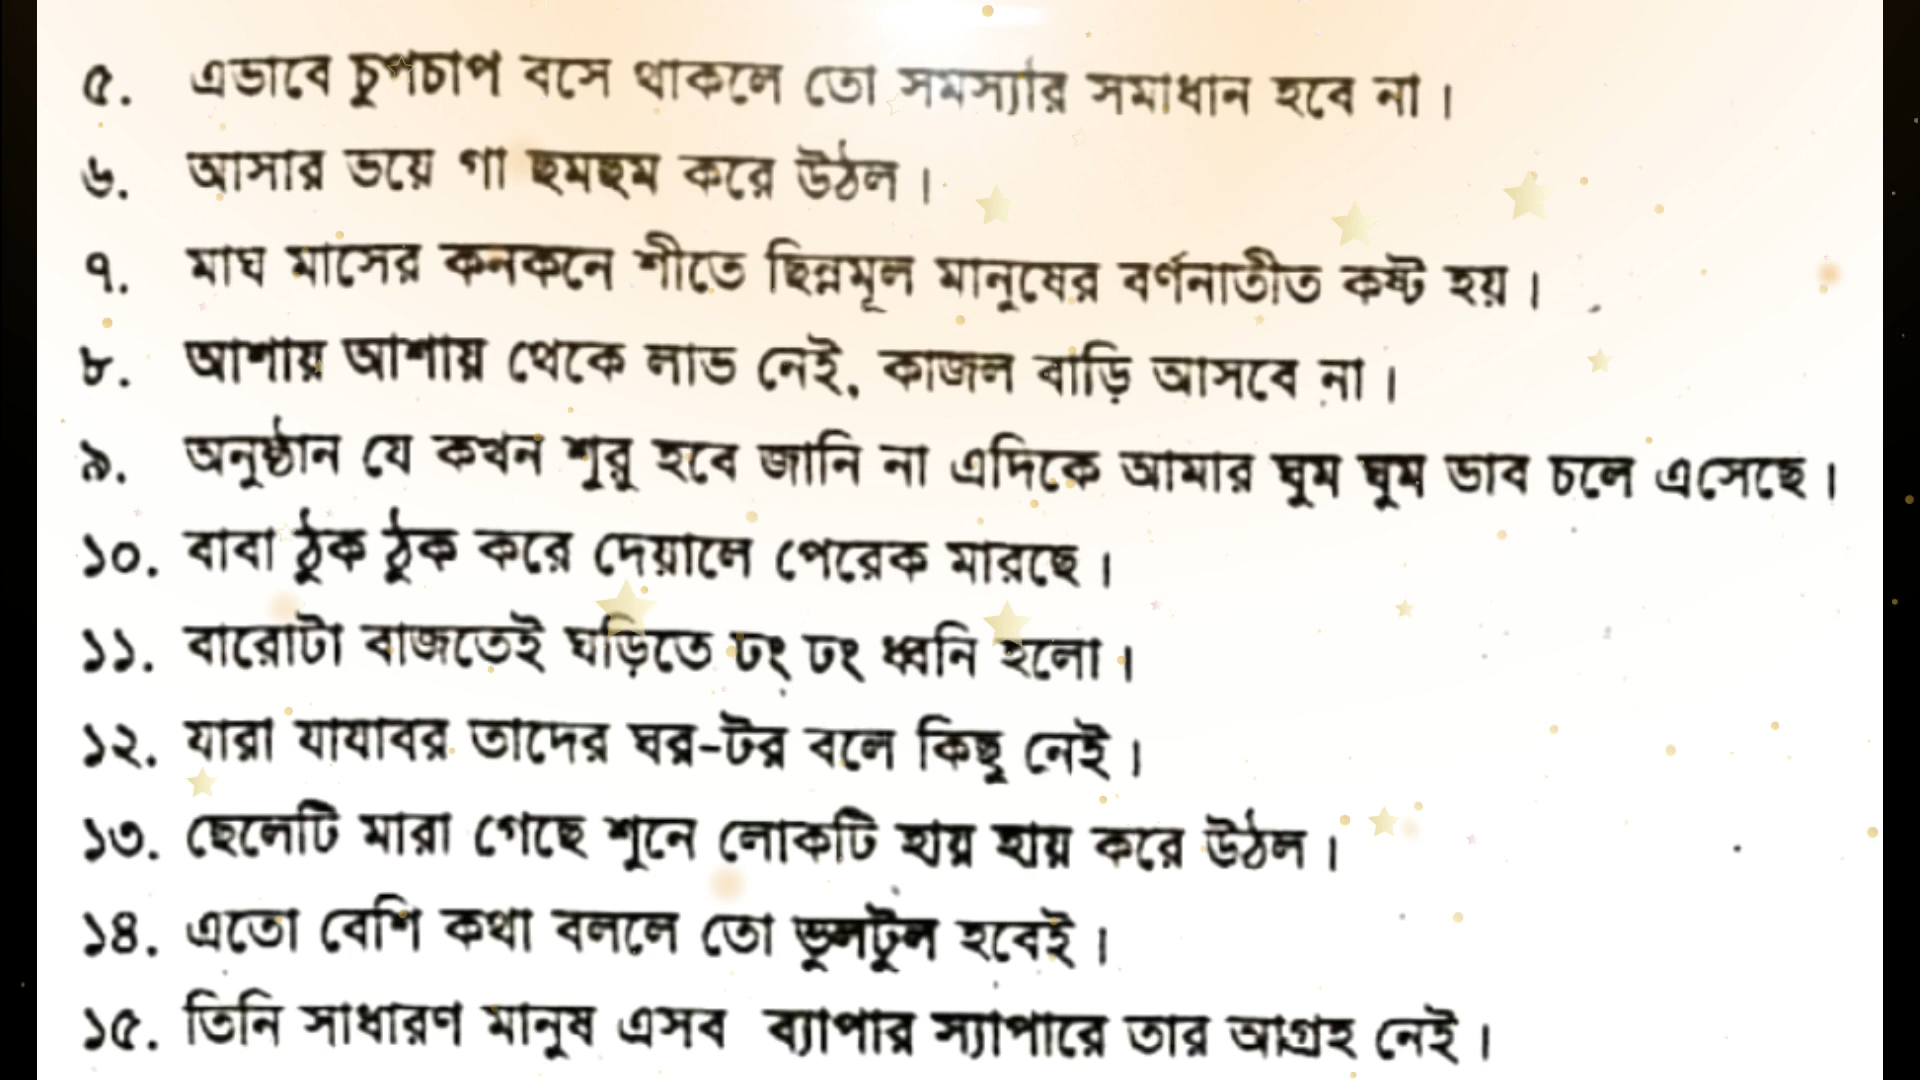 ৫. এভাবে চুপচাপ বসে থাকলে তো সমস্যার সমাধান হবে না।
৬. আসার ভয়ে গা ছমছম করে উঠল।
৭. মাঘ মাসের কনকনে শীতে ছিন্নমূল মানুষের বর্ণনাতীত কষ্ট হয়।
৮. আশায় আশায় থেকে লাভ নেই, কাজল বাড়ি আসবে না।
৯. অনুষ্ঠান যে কখন শুরু হবে জানি না এদিকে আমার ঘুম ঘুম ভাব চলে এসেছে।
১০. বাবা ঠুক ঠুক করে দেয়ালে পেরেক মারছে।
১১. বারোটা বাজতেই ঘড়িতে ঢং ঢং ধ্বনি হলো।
১২. যারা যাযাবর তাদের ঘর-টর বলে কিছু নেই।
১৩. ছেলেটি মারা গেছে শুনে লোকটি হায় হায় করে উঠল।
১৪. এতো বেশি কথা বললে তো ভুলটুল হবেই।
১৫. তিনি সাধারণ মানুষ এসব ব্যাপার স্যাপারে তার আগ্রহ নেই।